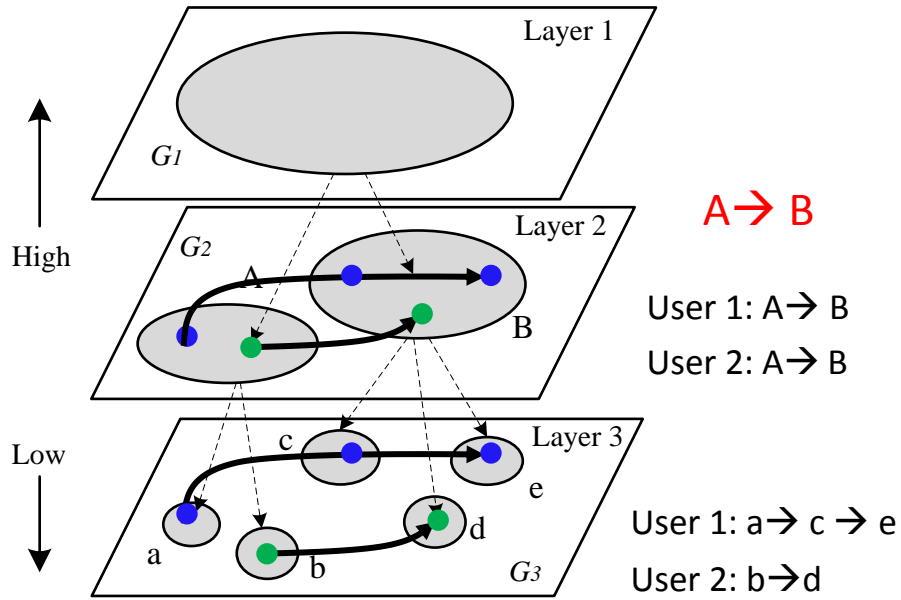 Layer 1
G1
High
A→ B
Layer 2
G2
A
B
User 1: A→ B
User 2: A→ B
Low
Layer 3
c
e
a
d
b
G3
User 1: a→ c → e
User 2: b→d